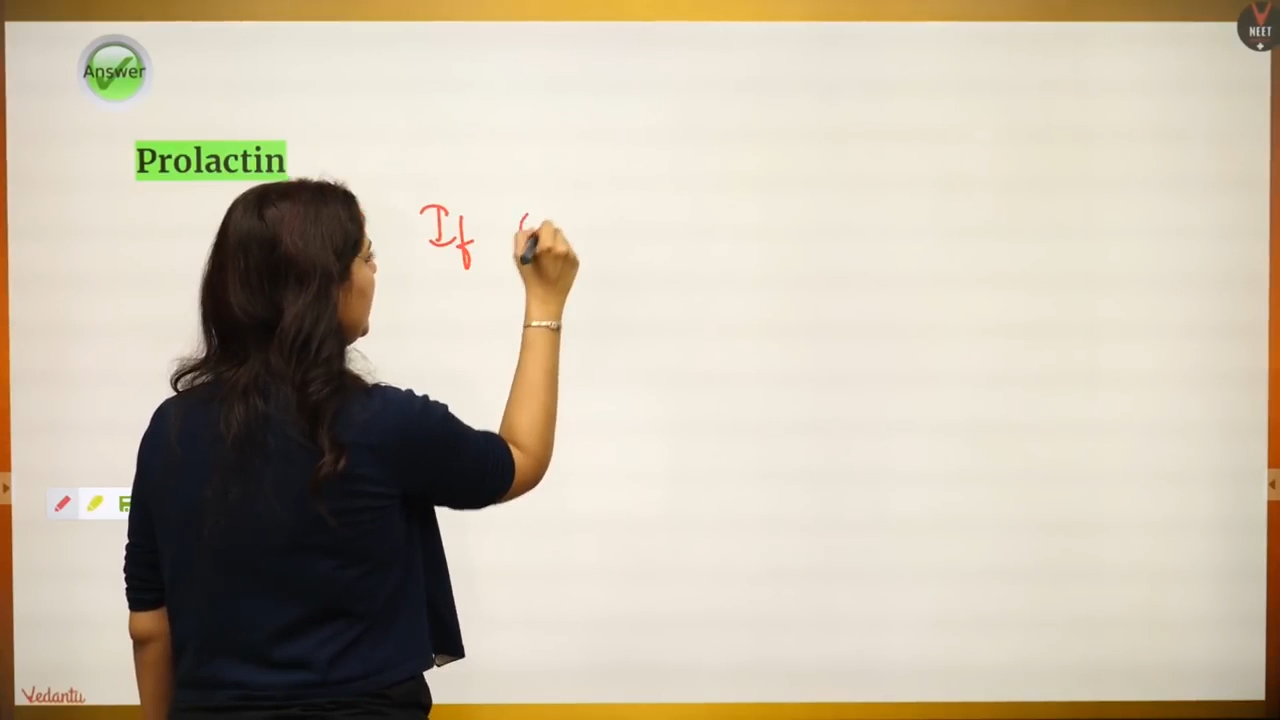 NEET
Answer
Prolactin
If
Vedantu